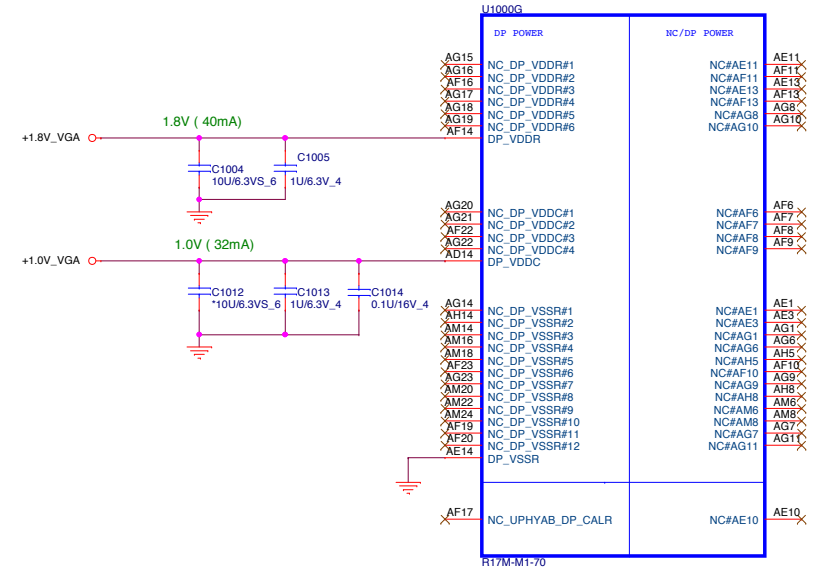 U1000G
DP POWER NC/DP POWER
AG15 NC_DP_VDDR#1 NC#AE11 AE11
AG16 NC_DP_VDDR#2 NC#AF11 AF11
AF16 NC_DP_VDDR#3 NC#AE13 AE13
AG17 NC_DP_VDDR#4 NC#AF13 AF13
AG18 NC_DP_VDDR#5 NC#AG8 AG8
AG19 NC_DP_VDDR#6 NC#AG10 AG10
1.8V ( 40mA)
+1.8V_VGA AF14 DP_VDDR
C1004 C1005
10U/6.3VS_6 1U/6.3V_4
AG20 NC_DP_VDDC#1 NC#AF6 AF6
AG21 NC_DP_VDDC#2 NC#AF7 AF7
AF22 NC_DP_VDDC#3 NC#AF8 AF8
AG22 NC_DP_VDDC#4 NC#AF9 AF9
1.0V ( 32mA)
+1.0V_VGA AD14 DP_VDDC
C1012 C1013 C1014
*10U/6.3VS_6 1U/6.3V_4 0.1U/16V_4
AG14 NC_DP_VSSR#1 NC#AE1 AE1
AH14 NC_DP_VSSR#2 NC#AE3 AE3
AM14 NC_DP_VSSR#3 NC#AG1 AG1
AM16 NC_DP_VSSR#4 NC#AG6 AG6
AM18 NC_DP_VSSR#5 NC#AH5 AH5
AF23 NC_DP_VSSR#6 NC#AF10 AF10
AG23 NC_DP_VSSR#7 NC#AG9 AG9
AM20 NC_DP_VSSR#8 NC#AH8 AH8
AM22 NC_DP_VSSR#9 NC#AM6 AM6
AM24 NC_DP_VSSR#10 NC#AM8 AM8
AF19 NC_DP_VSSR#11 NC#AG7 AG7
AF20 NC_DP_VSSR#12 NC#AG11 AG11
AE14 DP_VSSR
AF17 NC_UPHYAB_DP_CALR NC#AE10 AE10
R17M-M1-70